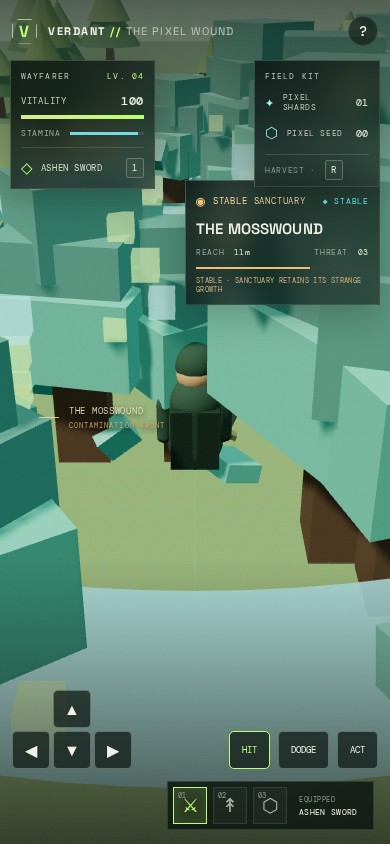 V VERDANT // THE PIXEL WOUND ?
WAYFARER LV. 04
VITALITY 100
STAMINA
ASHEN SWORD 1
FIELD KIT
PIXEL SHARDS 01
PIXEL SEED 00
HARVEST · R
STABLE SANCTUARY ◆ STABLE
THE MOSSWOUND
REACH 11m THREAT 03
STABLE · SANCTUARY RETAINS ITS STRANGE
GROWTH
THE MOSSWOUND
CONTAMINATION FRONT
HIT DODGE ACT
01 02 03
EQUIPPED
ASHEN SWORD